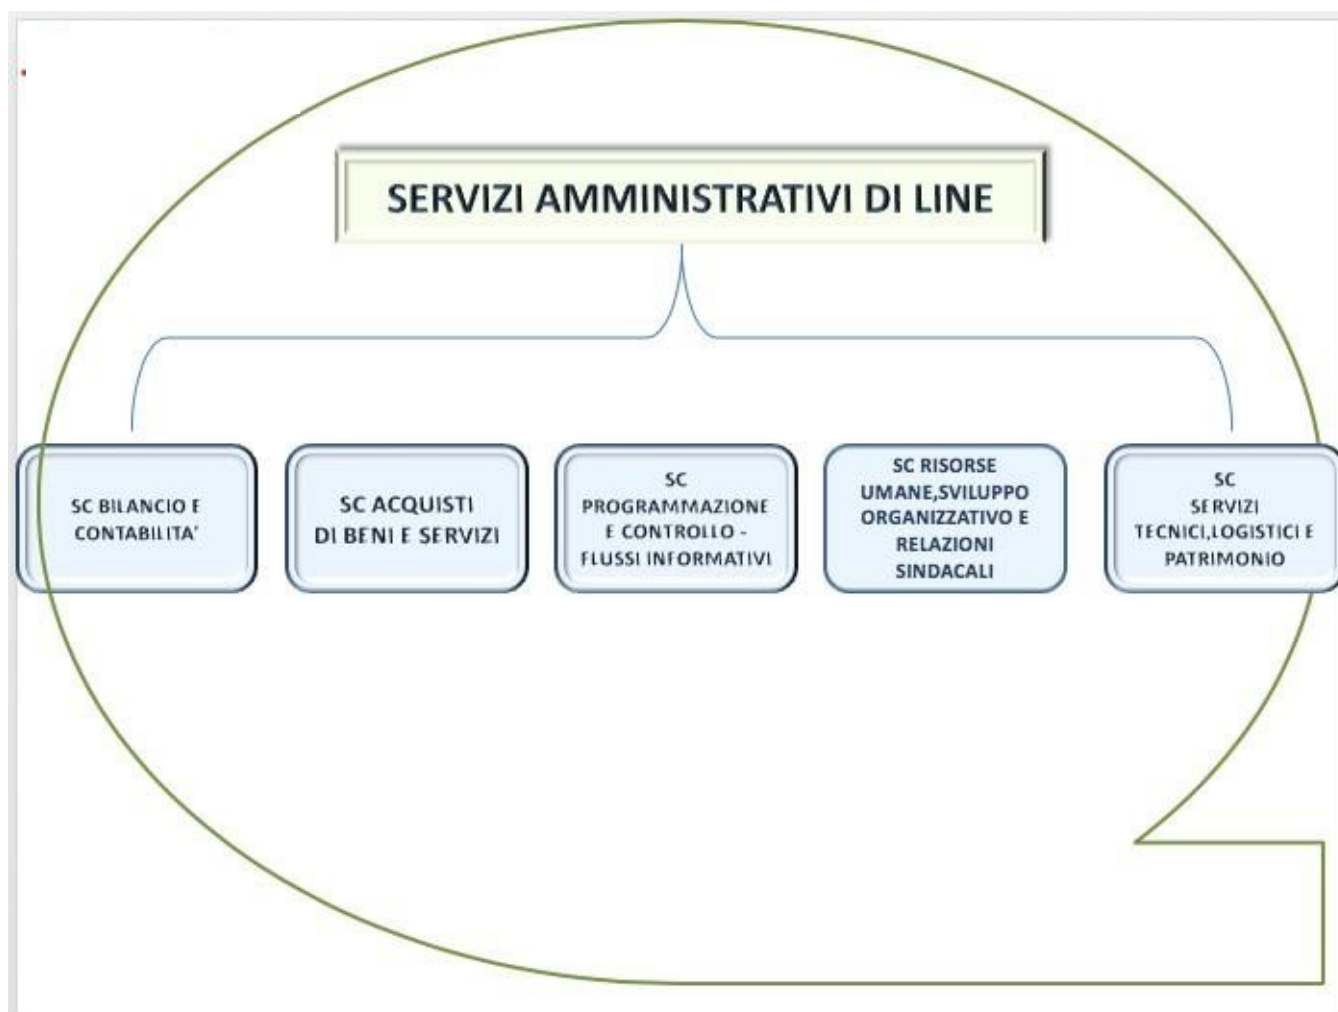 SERVIZI AMMINISTRATIVI DI LINE
SC BILANCIO E
CONTABILITA'
SC ACQUISTI
DI BENI E SERVIZI
SC
PROGRAMMAZIONE
E CONTROLLO -
FLUSSI INFORMATIVI
SC RISORSE
UMANE,SVILUPPO
ORGANIZZATIVO E
RELAZIONI
SINDACALI
SC
SERVIZI
TECNICI,LOGISTICI E
PATRIMONIO